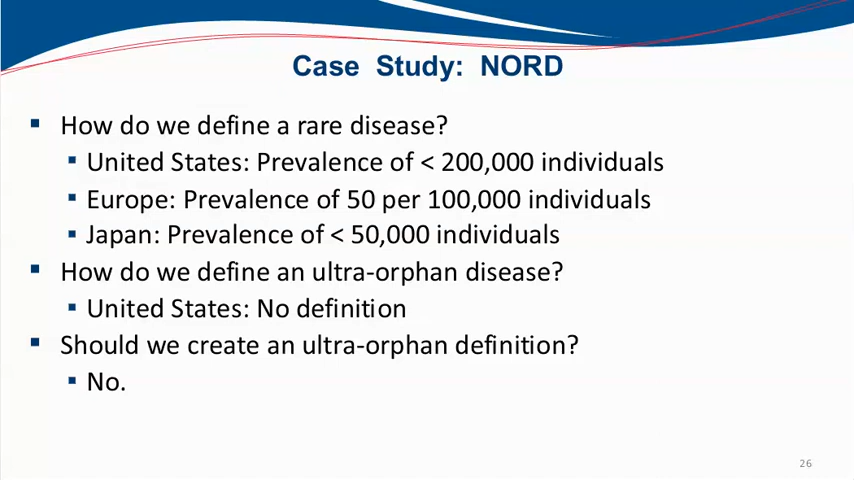 Case Study: NORD
▪ How do we define a rare disease?
▪ United States: Prevalence of < 200,000 individuals
▪ Europe: Prevalence of 50 per 100,000 individuals
▪ Japan: Prevalence of < 50,000 individuals
▪ How do we define an ultra-orphan disease?
▪ United States: No definition
▪ Should we create an ultra-orphan definition?
▪ No.
26